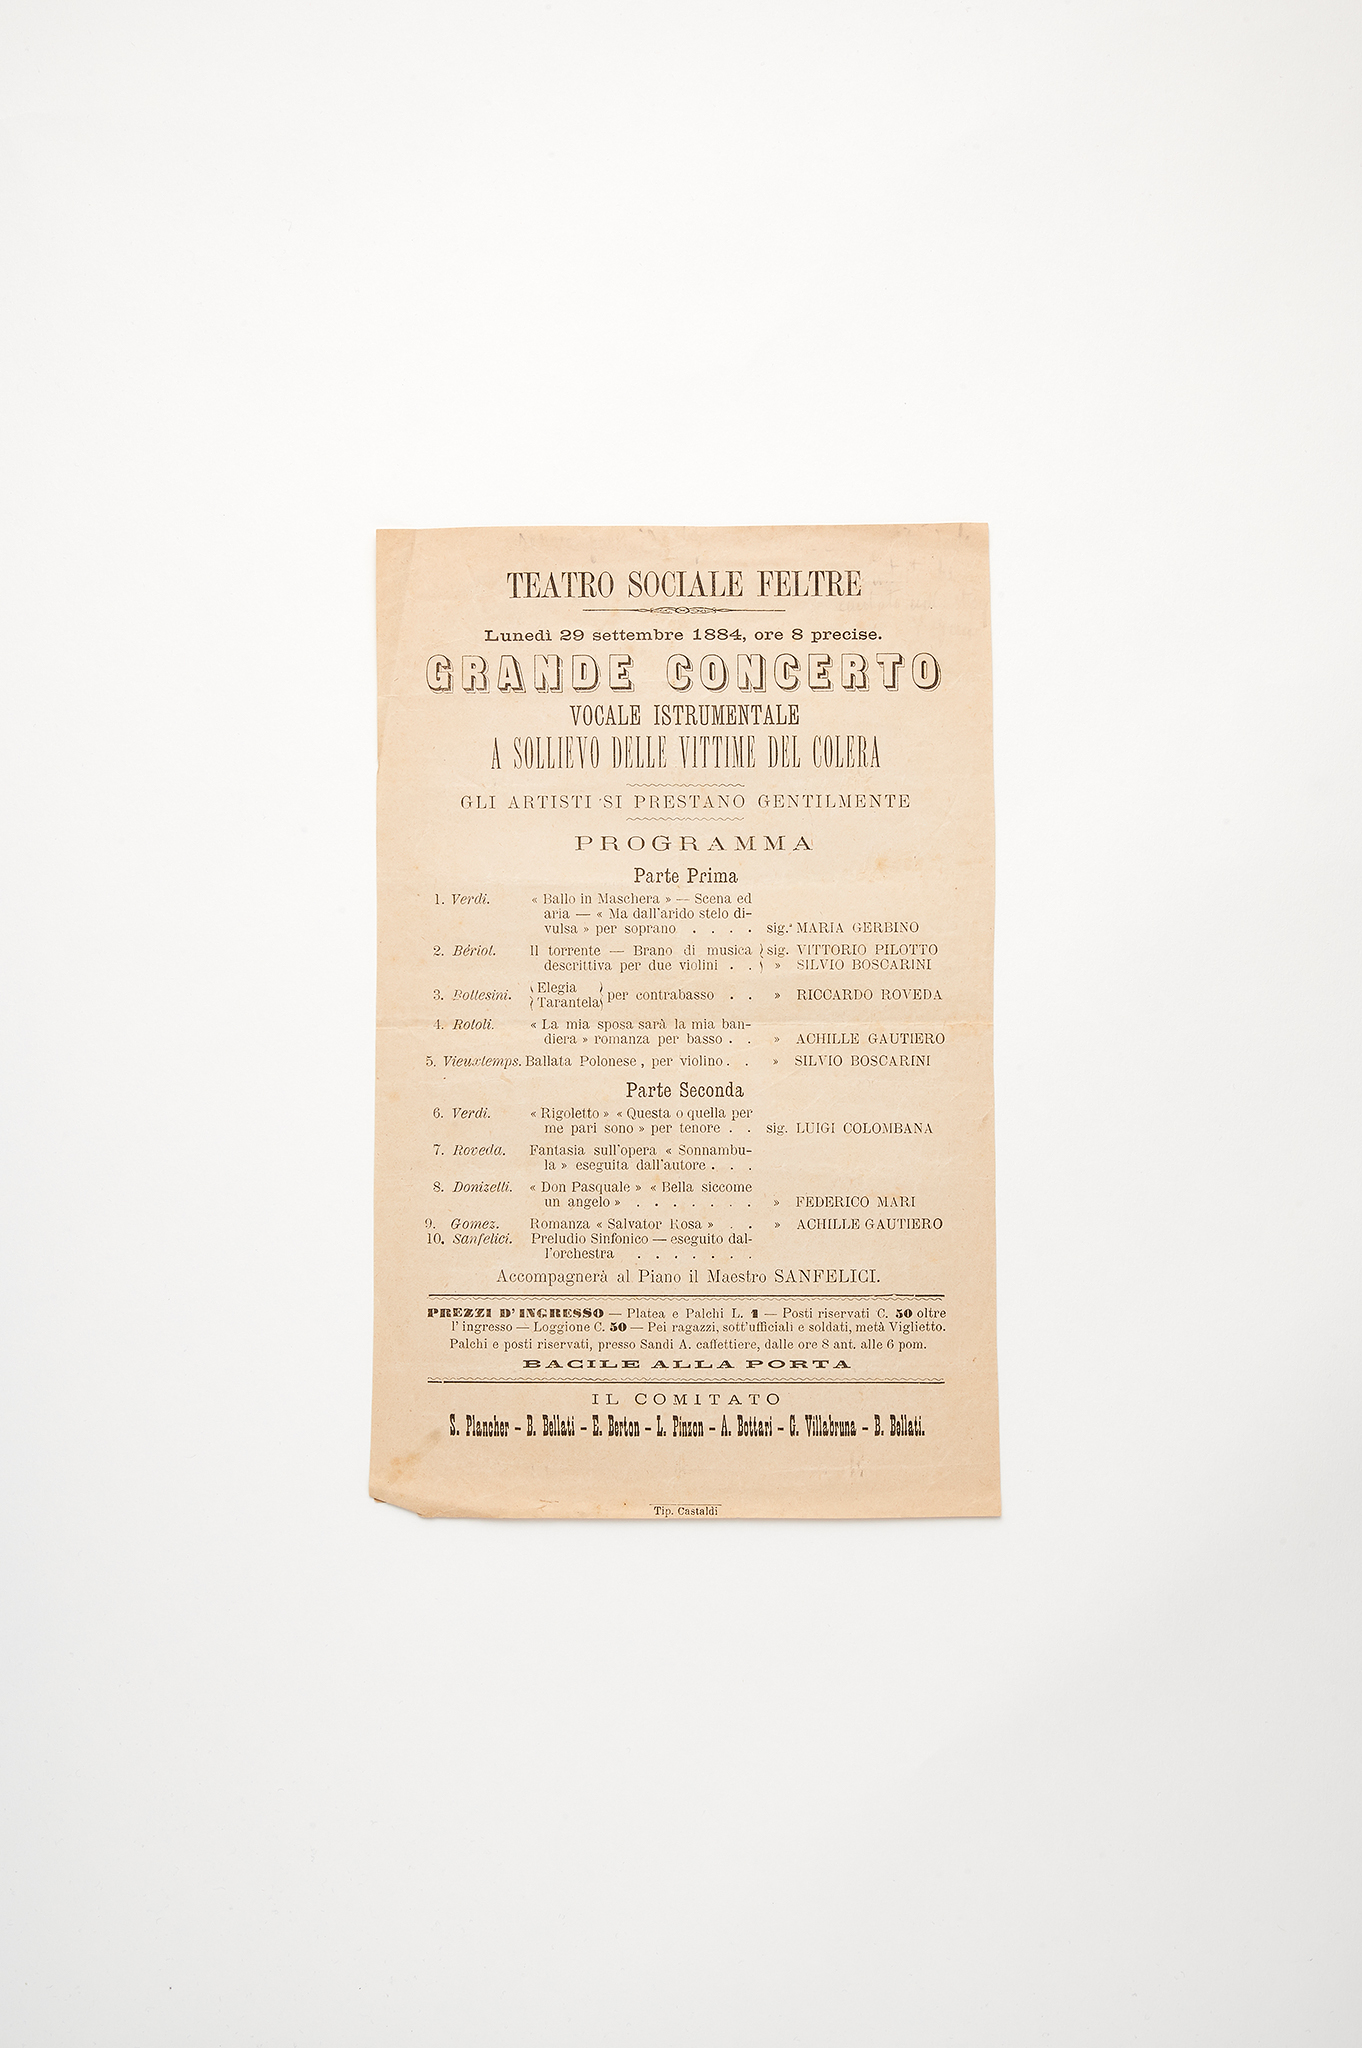 TEATRO SOCIALE FELTRE
Lunedì 29 settembre 1884, ore 8 precise.
GRANDE CONCERTO
VOCALE ISTRUMENTALE
A SOLLIEVO DELLE VITTIME DEL COLERA
GLI ARTISTI SI PRESTANO GENTILMENTE
PROGRAMMA
Parte Prima
1. Verdi. « Ballo in Maschera » — Scena ed
aria — « Ma dall'arido stelo di-
vulsa » per soprano . . . . sig.ª MARIA GERBINO
2. Bériot. Il torrente — Brano di musica sig. VITTORIO PILOTTO
descrittiva per due violini . . » SILVIO BOSCARINI
3. Bottesini. Elegia
Tarantela per contrabasso . . » RICCARDO ROVEDA
4. Rotoli. « La mia sposa sarà la mia ban-
diera » romanza per basso . . » ACHILLE GAUTIERO
5. Vieuxtemps. Ballata Polonese, per violino . . » SILVIO BOSCARINI
Parte Seconda
6. Verdi. « Rigoletto » « Questa o quella per
me pari sono » per tenore . . sig. LUIGI COLOMBANA
7. Roveda. Fantasia sull'opera « Sonnambu-
la » eseguita dall'autore . . .
8. Donizetti. « Don Pasquale » « Bella siccome
un angelo » . . . . . . . » FEDERICO MARI
9. Gomez. Romanza « Salvator Rosa » . . » ACHILLE GAUTIERO
10. Sanfelici. Preludio Sinfonico — eseguito dal-
l'orchestra . . . . . . .
Accompagnerà al Piano il Maestro SANFELICI.
PREZZI D'INGRESSO — Platea e Palchi L. 1 — Posti riservati C. 50 oltre
l'ingresso — Loggione C. 50 — Pei ragazzi, sott'ufficiali e soldati, metà Viglietto.
Palchi e posti riservati, presso Sandi A. caffettiere, dalle ore 8 ant. alle 6 pom.
BACILE ALLA PORTA
IL COMITATO
S. Plancher - B. Bellati - E. Berton - L. Pinzon - A. Bottari - G. Villabruna - B. Bellati.
Tip. Castaldi